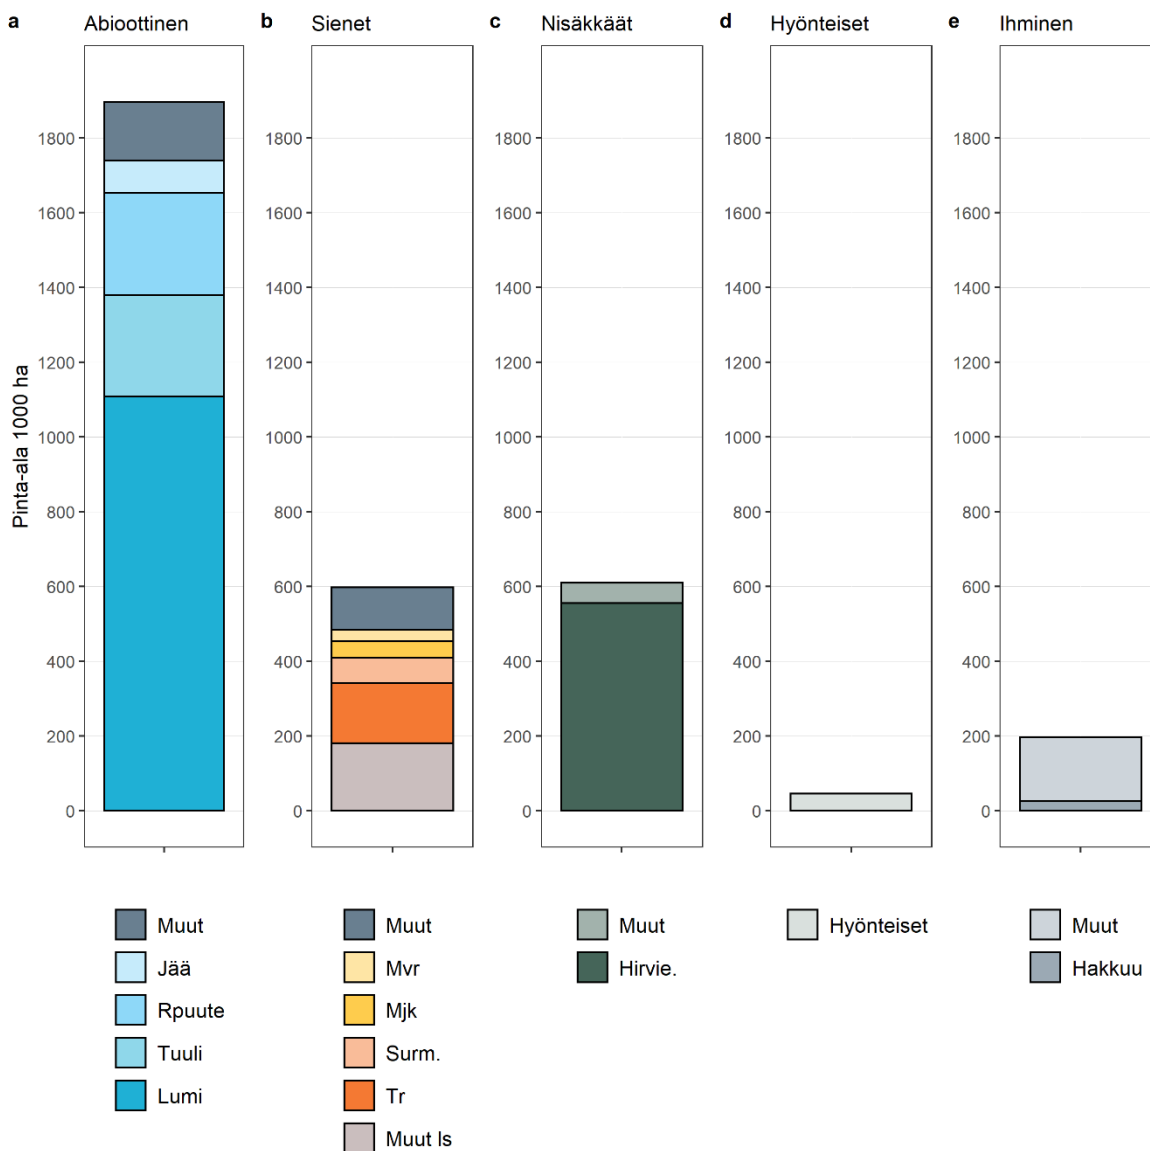 a Abioottinen
b Sienet
c Nisäkkäät
d Hyönteiset
e Ihminen
Pinta-ala 1000 ha
1800
1600
1400
1200
1000
800
600
400
200
0
1800
1600
1400
1200
1000
800
600
400
200
0
1800
1600
1400
1200
1000
800
600
400
200
0
1800
1600
1400
1200
1000
800
600
400
200
0
1800
1600
1400
1200
1000
800
600
400
200
0
Muut
Jää
Rpuute
Tuuli
Lumi
Muut
Mvr
Mjk
Surm.
Tr
Muut ls
Muut
Hirvie.
Hyönteiset
Muut
Hakkuu